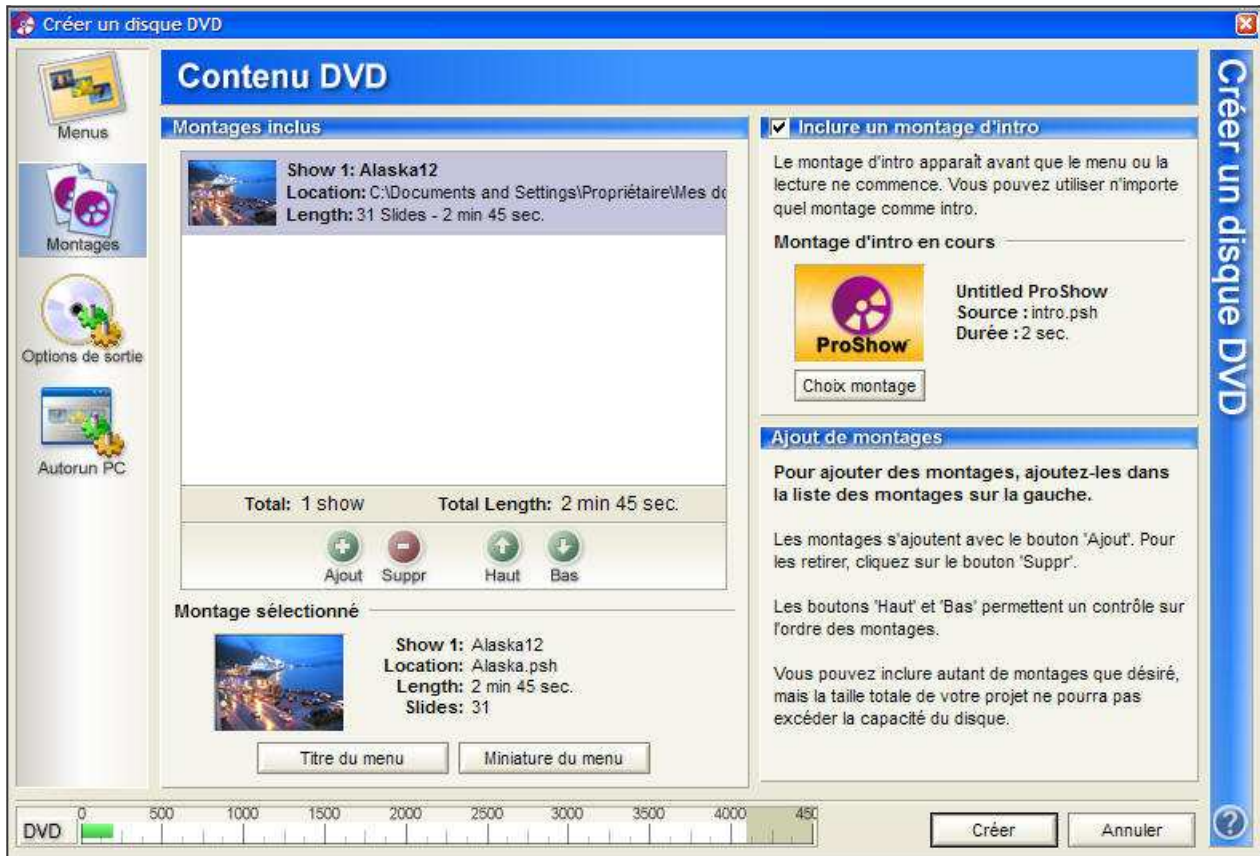 Créer un disque DVD
Menus
Montages
Options de sortie
Autorun PC
Contenu DVD
Montages inclus
Show 1: Alaska12
Location: C:\Documents and Settings\Propriétaire\Mes do
Length: 31 Slides - 2 min 45 sec.
Total: 1 show Total Length: 2 min 45 sec.
Ajout Suppr Haut Bas
Montage sélectionné
Show 1: Alaska12
Location: Alaska.psh
Length: 2 min 45 sec.
Slides: 31
Titre du menu Miniature du menu
Inclure un montage d'intro
Le montage d'intro apparaît avant que le menu ou la
lecture ne commence. Vous pouvez utiliser n'importe
quel montage comme intro.
Montage d'intro en cours
ProShow
Untitled ProShow
Source : intro.psh
Durée : 2 sec.
Choix montage
Ajout de montages
Pour ajouter des montages, ajoutez-les dans
la liste des montages sur la gauche.
Les montages s'ajoutent avec le bouton 'Ajout'. Pour
les retirer, cliquez sur le bouton 'Suppr'.
Les boutons 'Haut' et 'Bas' permettent un contrôle sur
l'ordre des montages.
Vous pouvez inclure autant de montages que désiré,
mais la taille totale de votre projet ne pourra pas
excéder la capacité du disque.
Créer un disque DVD
DVD 0 500 1000 1500 2000 2500 3000 3500 4000 450
Créer Annuler
?